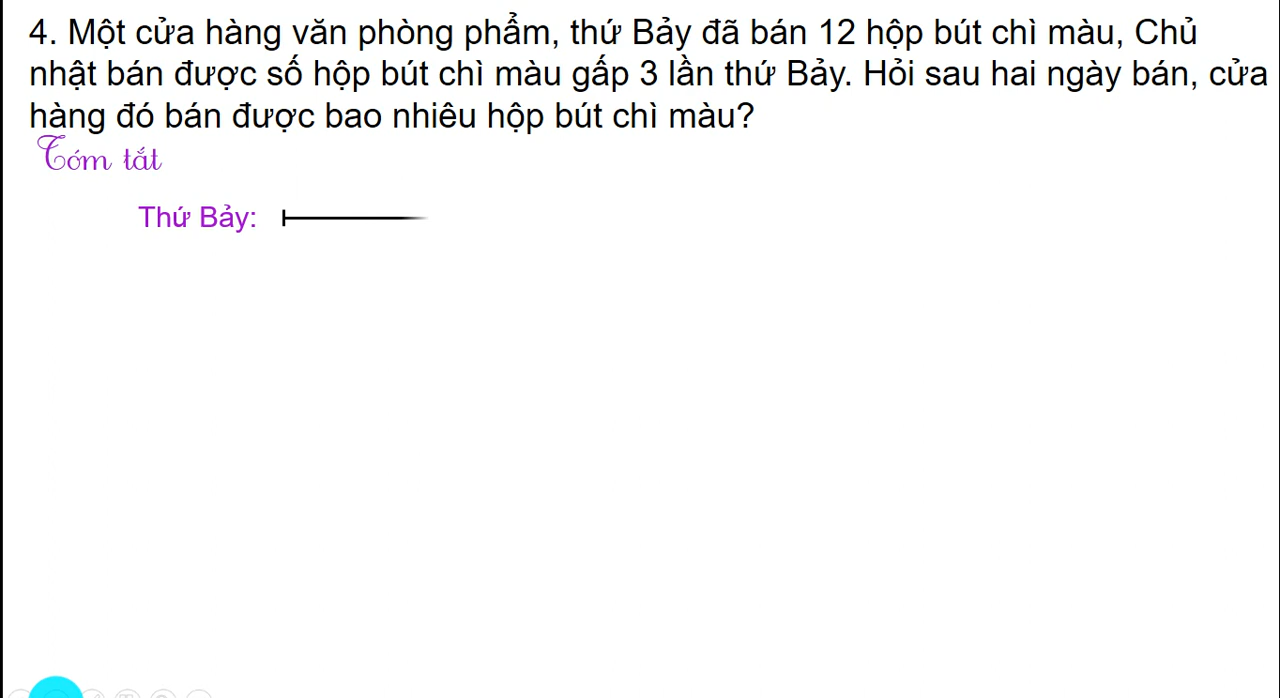 4. Một cửa hàng văn phòng phẩm, thứ Bảy đã bán 12 hộp bút chì màu, Chủ
nhật bán được số hộp bút chì màu gấp 3 lần thứ Bảy. Hỏi sau hai ngày bán, cửa
hàng đó bán được bao nhiêu hộp bút chì màu?
Tóm tắt
Thứ Bảy: